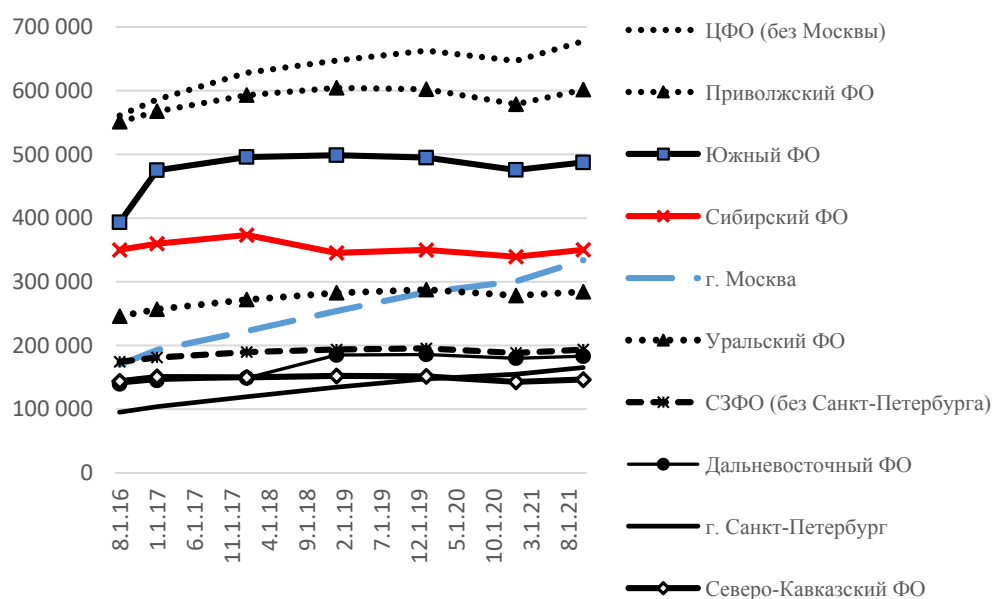 700 000
600 000
500 000
400 000
300 000
200 000
100 000
0
8.1.16
1.1.17
6.1.17
11.1.17
4.1.18
9.1.18
2.1.19
7.1.19
12.1.19
5.1.20
10.1.20
3.1.21
8.1.21
ЦФО (без Москвы)
Приволжский ФО
Южный ФО
Сибирский ФО
г. Москва
Уральский ФО
СЗФО (без Санкт-Петербурга)
Дальневосточный ФО
г. Санкт-Петербург
Северо-Кавказский ФО